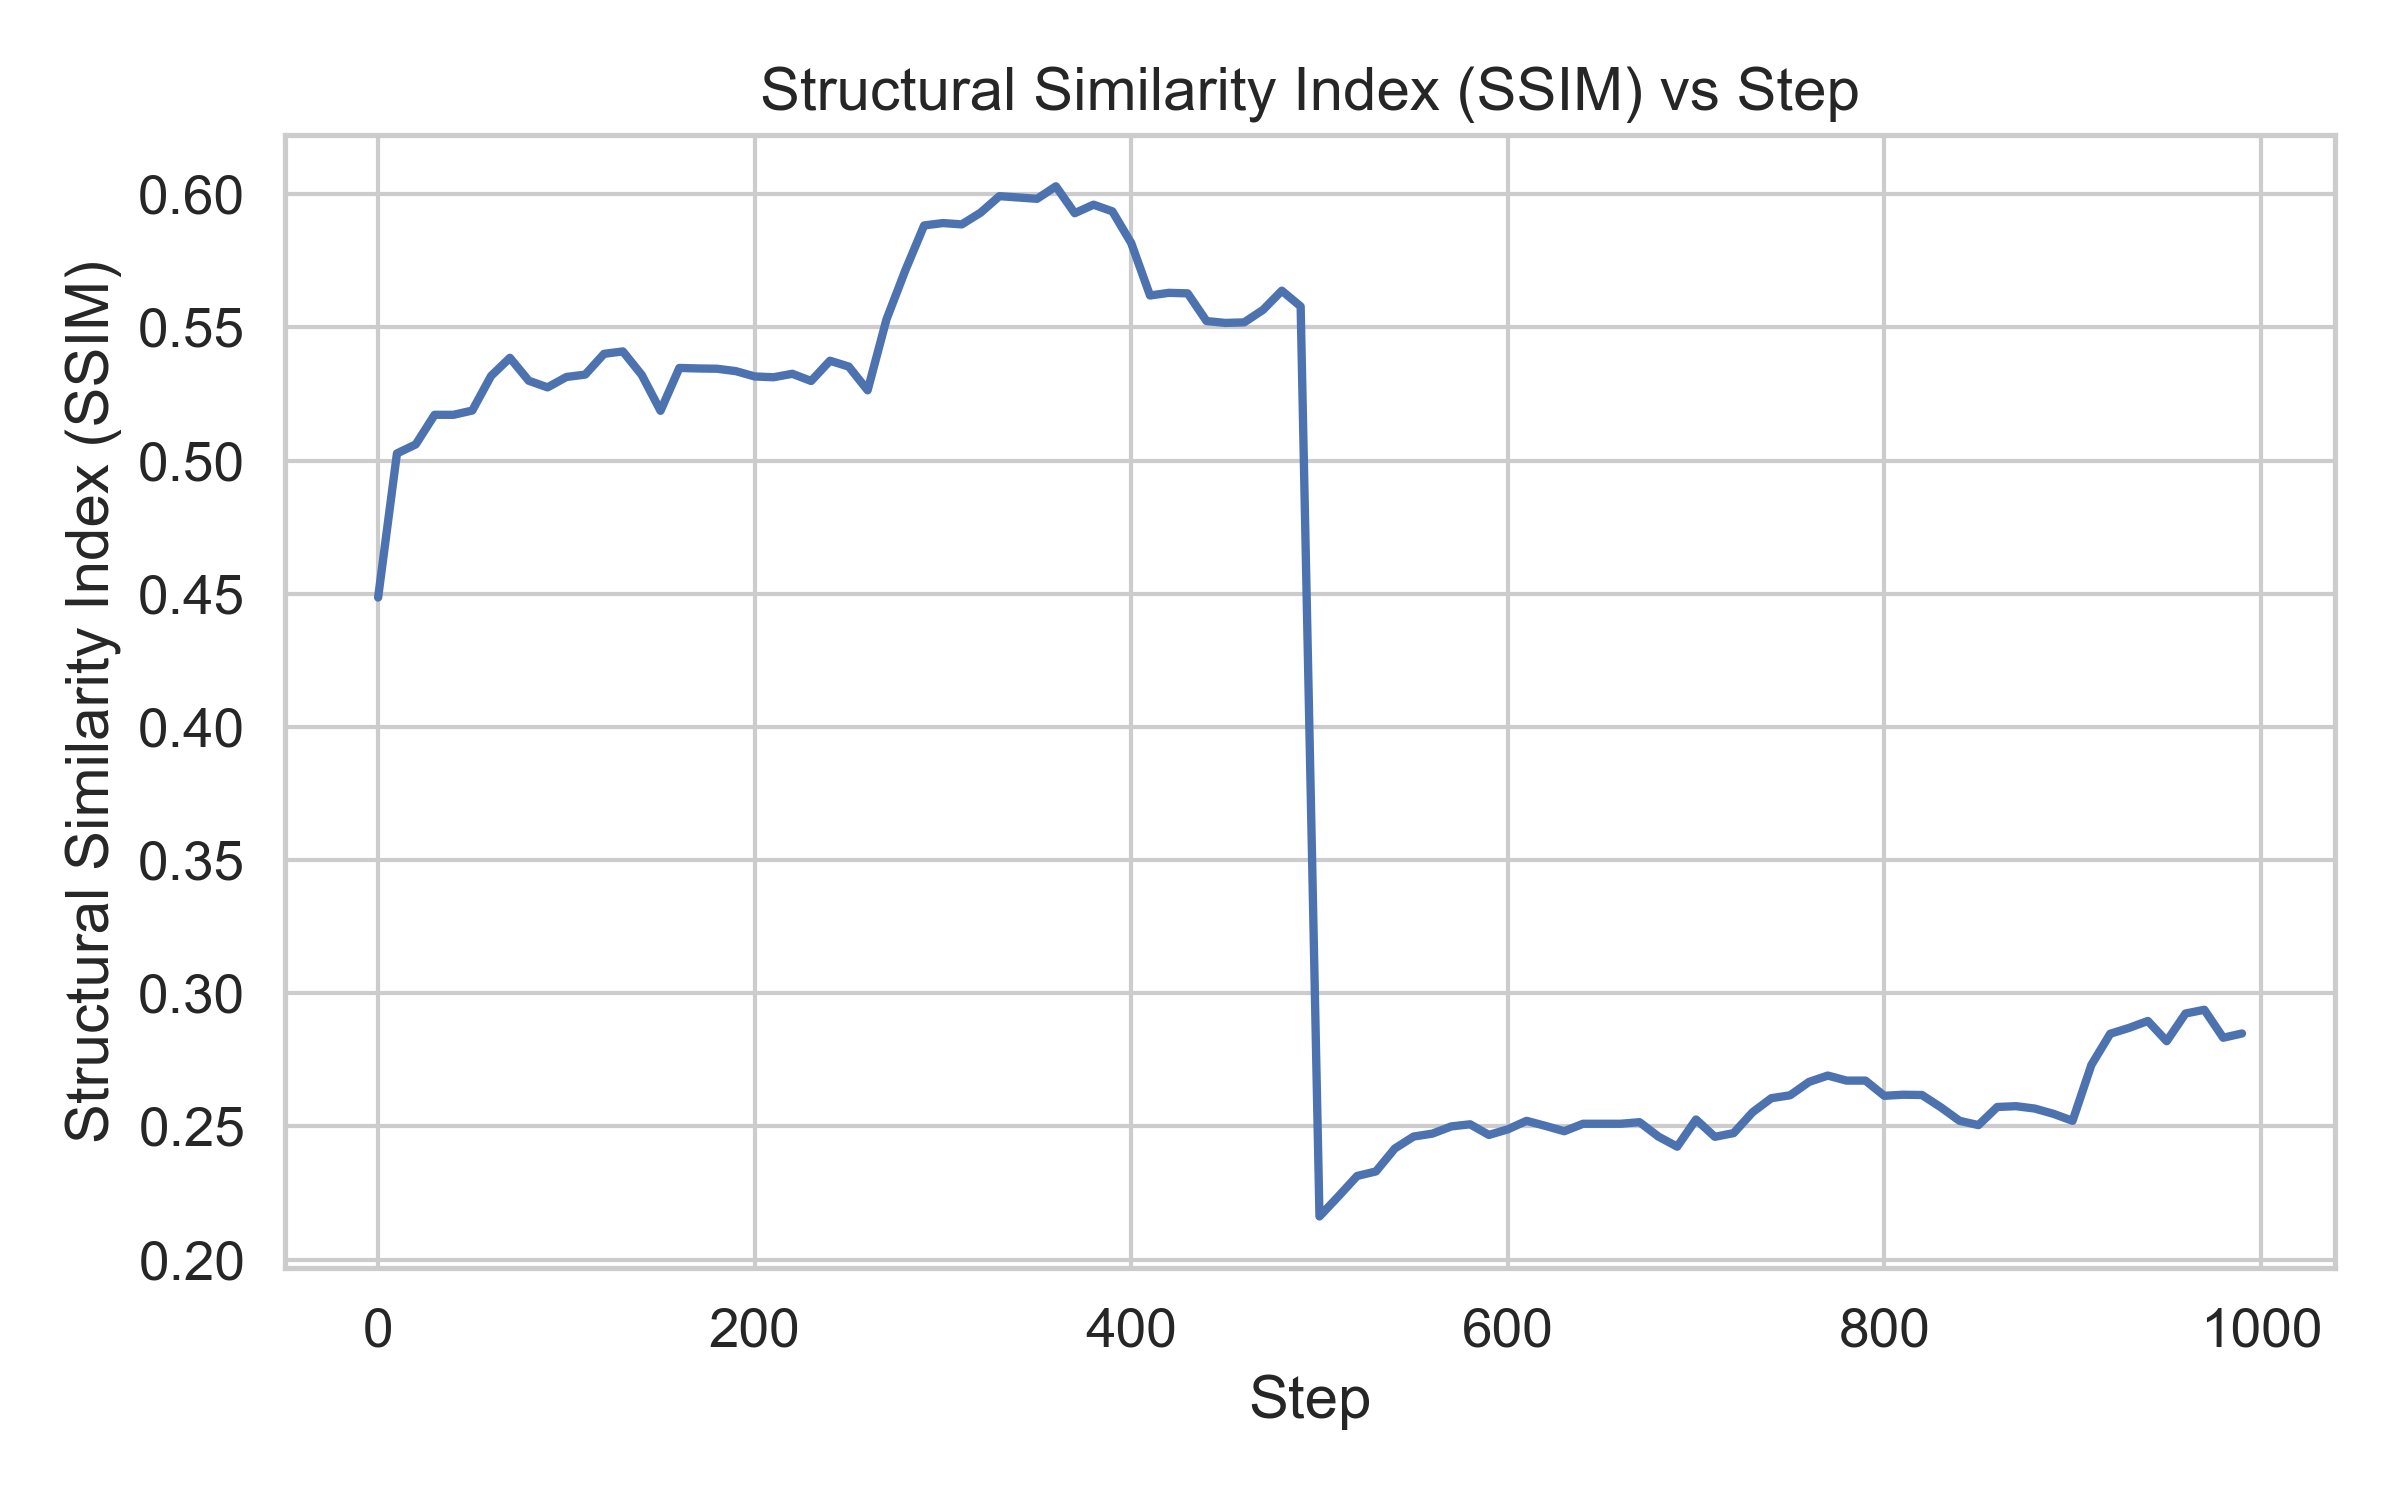 Structural Similarity Index (SSIM) vs Step
Structural Similarity Index (SSIM)
0.60
0.55
0.50
0.45
0.40
0.35
0.30
0.25
0.20
0 200 400 600 800 1000
Step